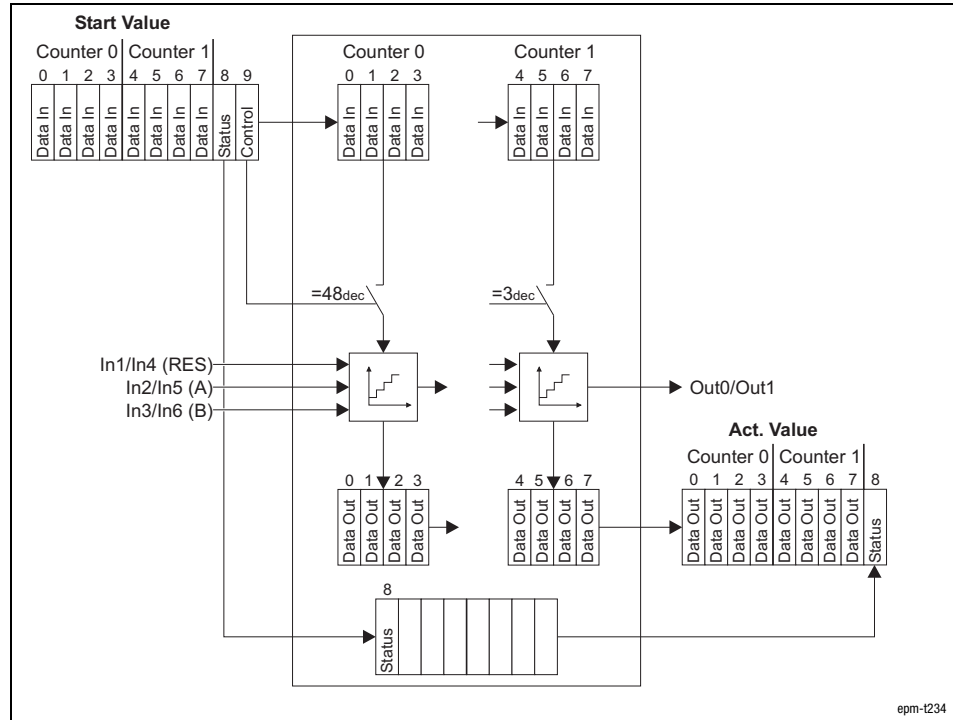 Start Value
Counter 0 Counter 1
0 1 2 3 4 5 6 7 8 9
Data In Data In Data In Data In Data In Data In Data In Data In Status Control
Counter 0
0 1 2 3
Data In Data In Data In Data In
Counter 1
4 5 6 7
Data In Data In Data In Data In
=48dec
=3dec
In1/In4 (RES)
In2/In5 (A)
In3/In6 (B)
Out0/Out1
0 1 2 3
Data Out Data Out Data Out Data Out
4 5 6 7
Data Out Data Out Data Out Data Out
Act. Value
Counter 0 Counter 1
0 1 2 3 4 5 6 7 8
Data Out Data Out Data Out Data Out Data Out Data Out Data Out Data Out Status
8
Status
epm-t234